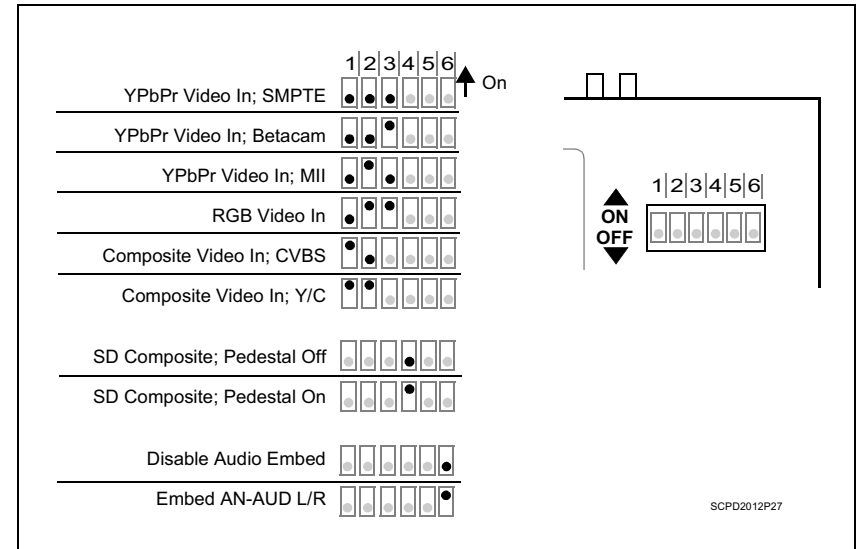 1|2|3|4|5|6
On
YPbPr Video In; SMPTE
YPbPr Video In; Betacam
YPbPr Video In; MII
RGB Video In
Composite Video In; CVBS
Composite Video In; Y/C
SD Composite; Pedestal Off
SD Composite; Pedestal On
Disable Audio Embed
Embed AN-AUD L/R
1|2|3|4|5|6|
ON
OFF
SCPD2012P27